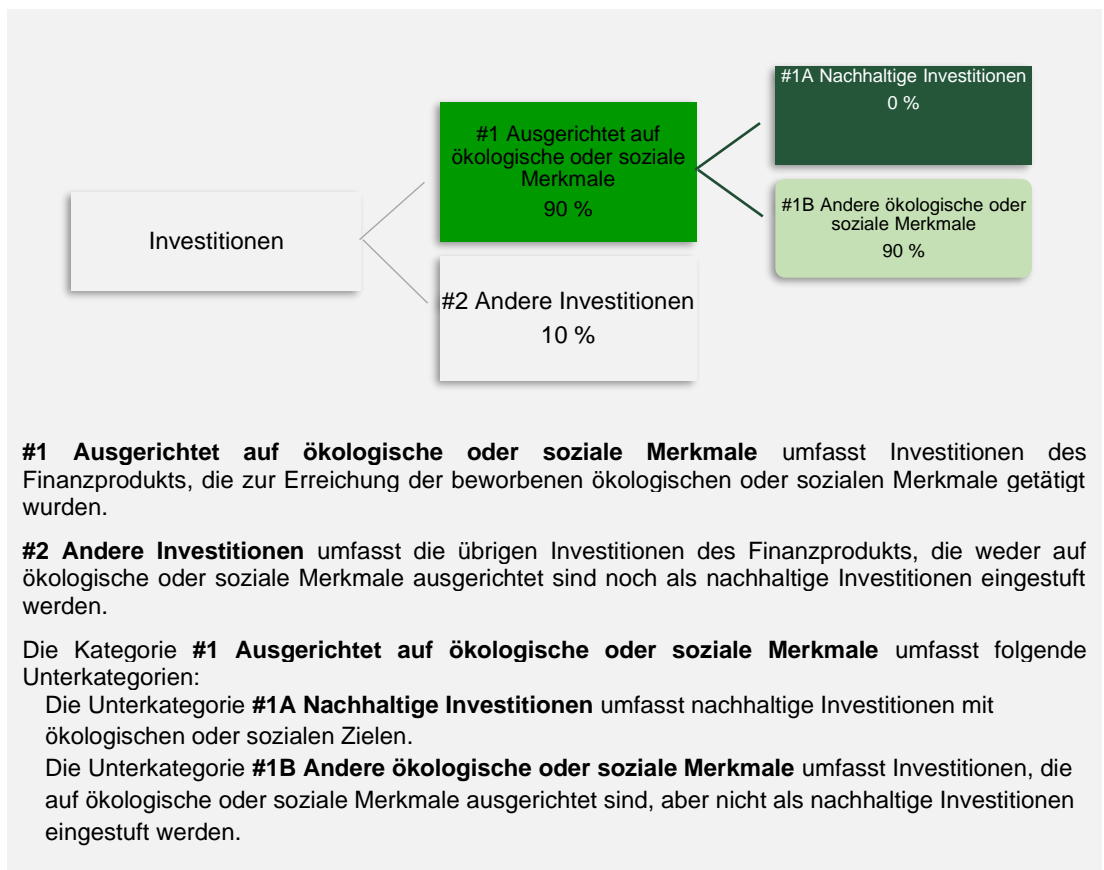 #1A Nachhaltige Investitionen
0 %
#1 Ausgerichtet auf
ökologische oder soziale
Merkmale
90 %
#1B Andere ökologische oder
soziale Merkmale
90 %
Investitionen
#2 Andere Investitionen
10 %
#1 Ausgerichtet auf ökologische oder soziale Merkmale umfasst Investitionen des
Finanzprodukts, die zur Erreichung der beworbenen ökologischen oder sozialen Merkmale getätigt
wurden.
#2 Andere Investitionen umfasst die übrigen Investitionen des Finanzprodukts, die weder auf
ökologische oder soziale Merkmale ausgerichtet sind noch als nachhaltige Investitionen eingestuft
werden.
Die Kategorie #1 Ausgerichtet auf ökologische oder soziale Merkmale umfasst folgende
Unterkategorien:
Die Unterkategorie #1A Nachhaltige Investitionen umfasst nachhaltige Investitionen mit
ökologischen oder sozialen Zielen.
Die Unterkategorie #1B Andere ökologische oder soziale Merkmale umfasst Investitionen, die
auf ökologische oder soziale Merkmale ausgerichtet sind, aber nicht als nachhaltige Investitionen
eingestuft werden.